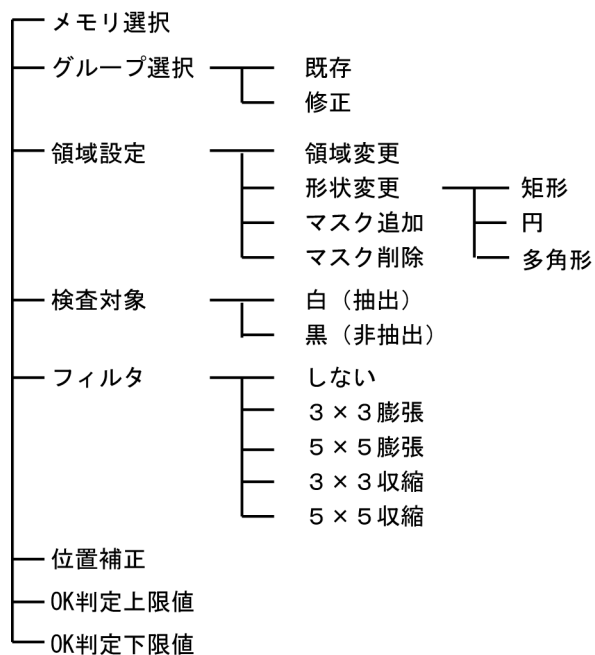 メモリ選択
グループ選択 既存
修正
領域設定 領域変更
形状変更 矩形
マスク追加 円
マスク削除 多角形
検査対象 白（抽出）
黒（非抽出）
フィルタ しない
３×３膨張
５×５膨張
３×３収縮
５×５収縮
位置補正
OK判定上限値
OK判定下限値